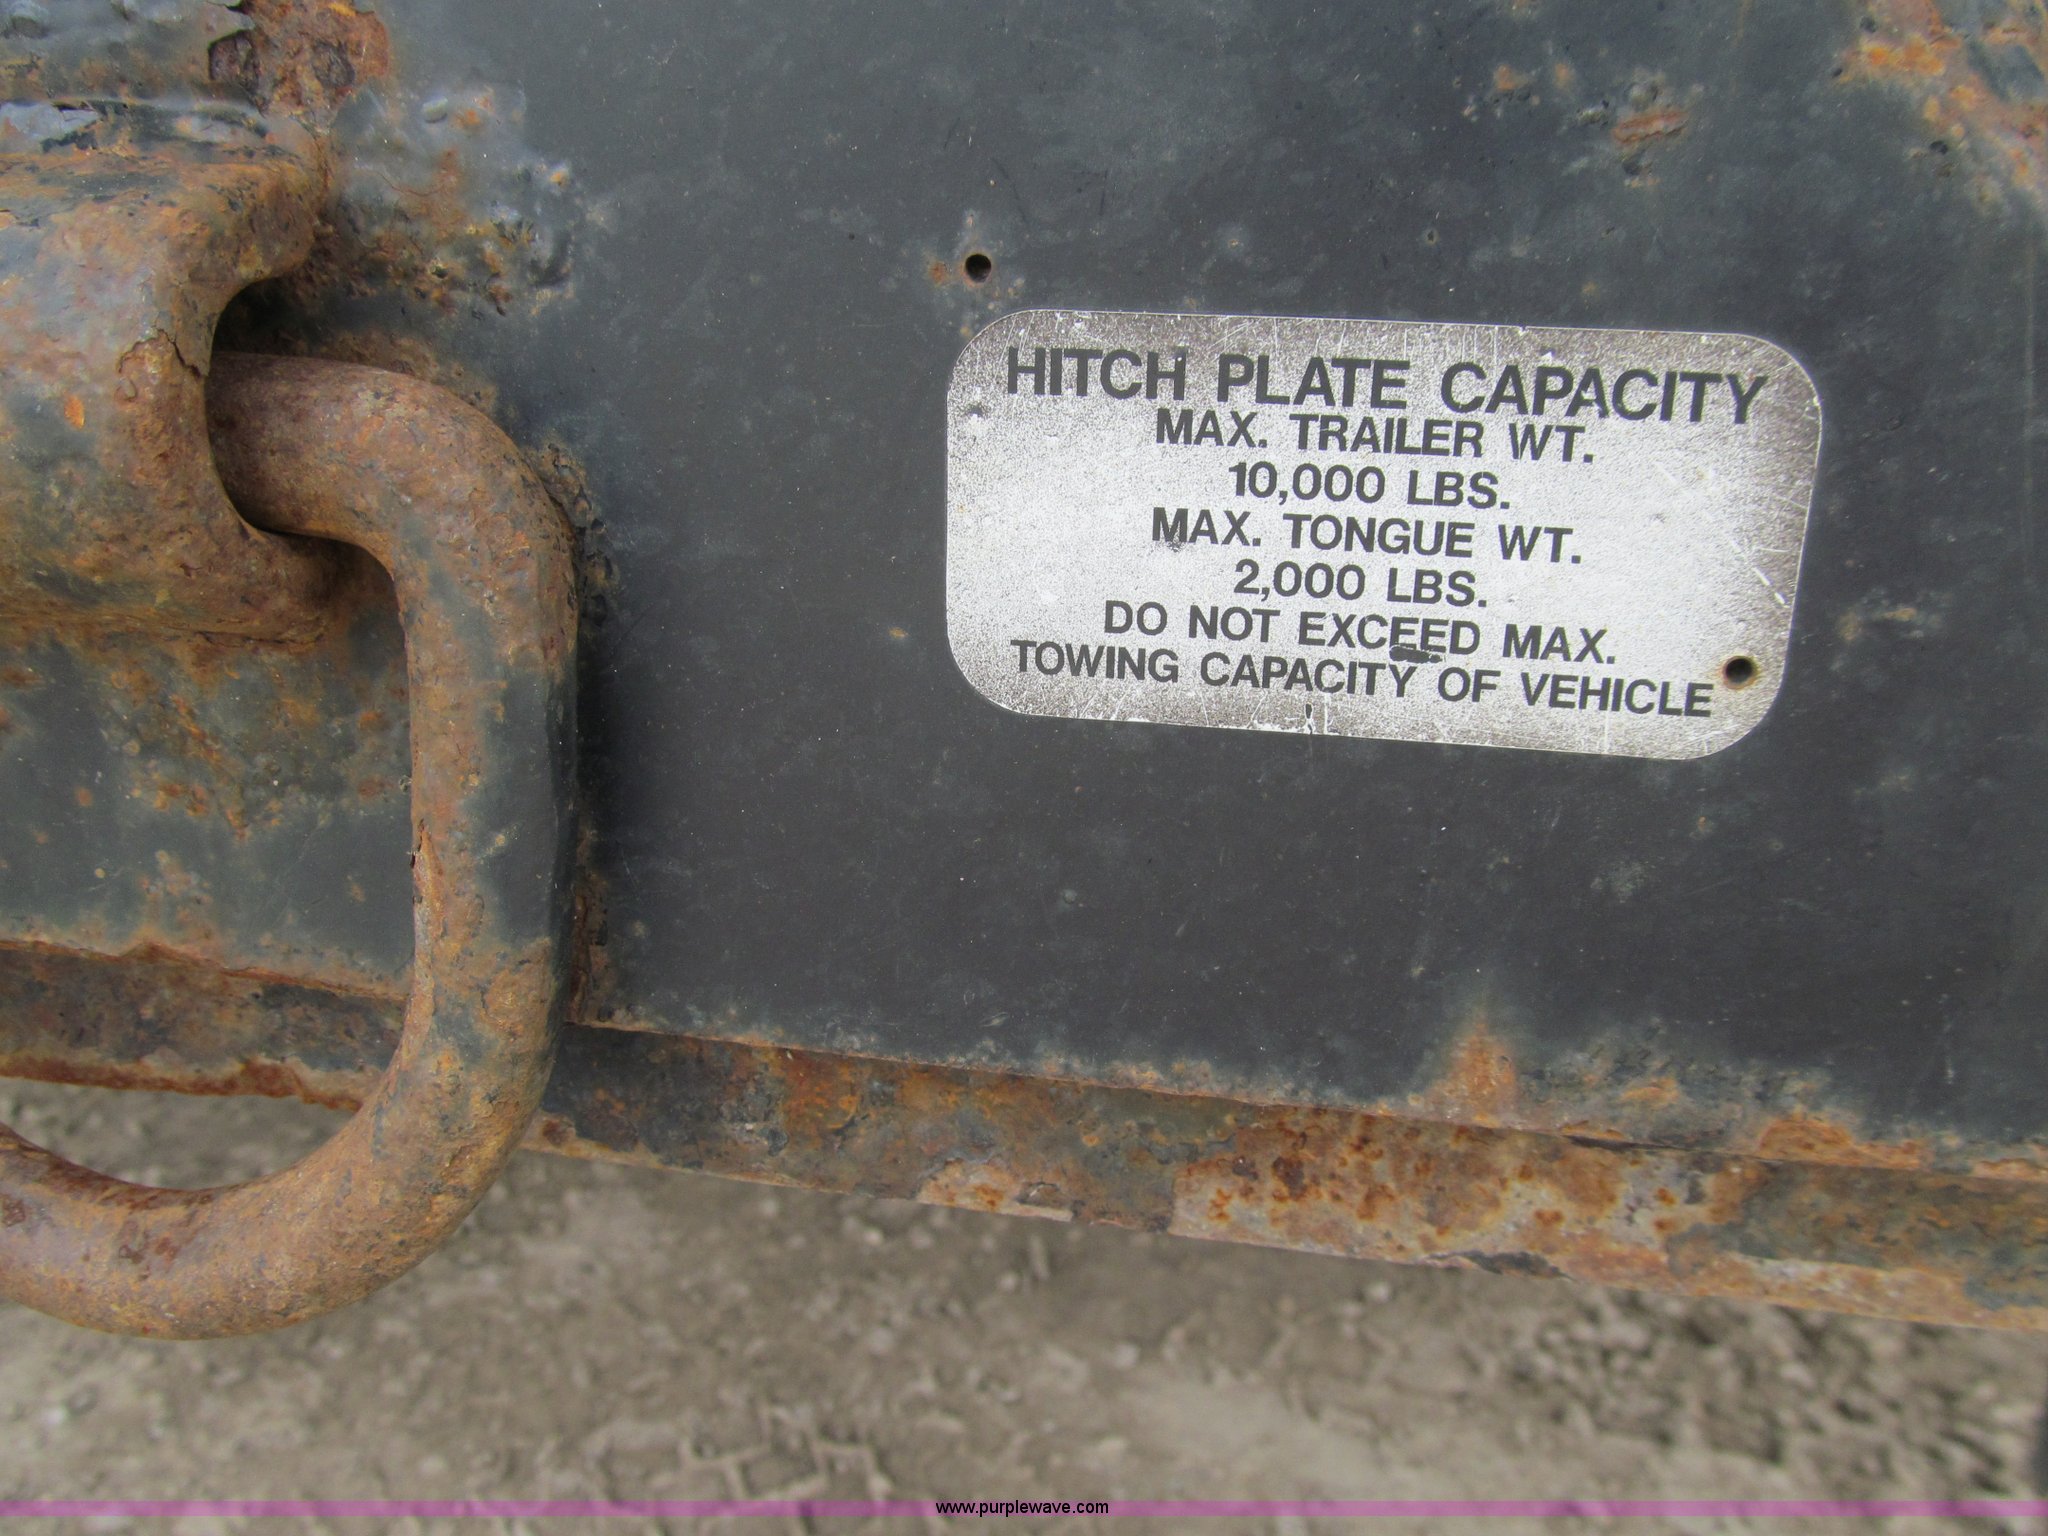 HITCH PLATE CAPACITY
MAX. TRAILER WT.
10,000 LBS.
MAX. TONGUE WT.
2,000 LBS.
DO NOT EXCEED MAX.
TOWING CAPACITY OF VEHICLE
www.purplewave.com